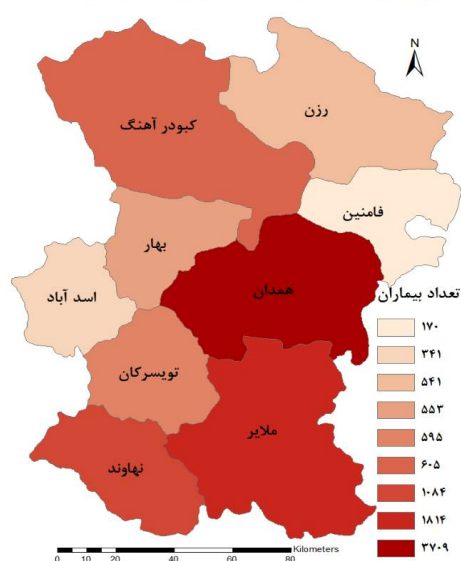 N
رزن
کبودر آهنگ
فامنین
بهار
همدان
اسد آباد
تویسرکان
ملایر
نهاوند
تعداد بیماران
۱۷۰
۳۴۱
۵۴۱
۵۵۳
۵۹۵
۶۰۵
۱۰۸۴
۱۸۱۴
۳۷۰۹
Kilometers
0 5 10 20 40 60 80